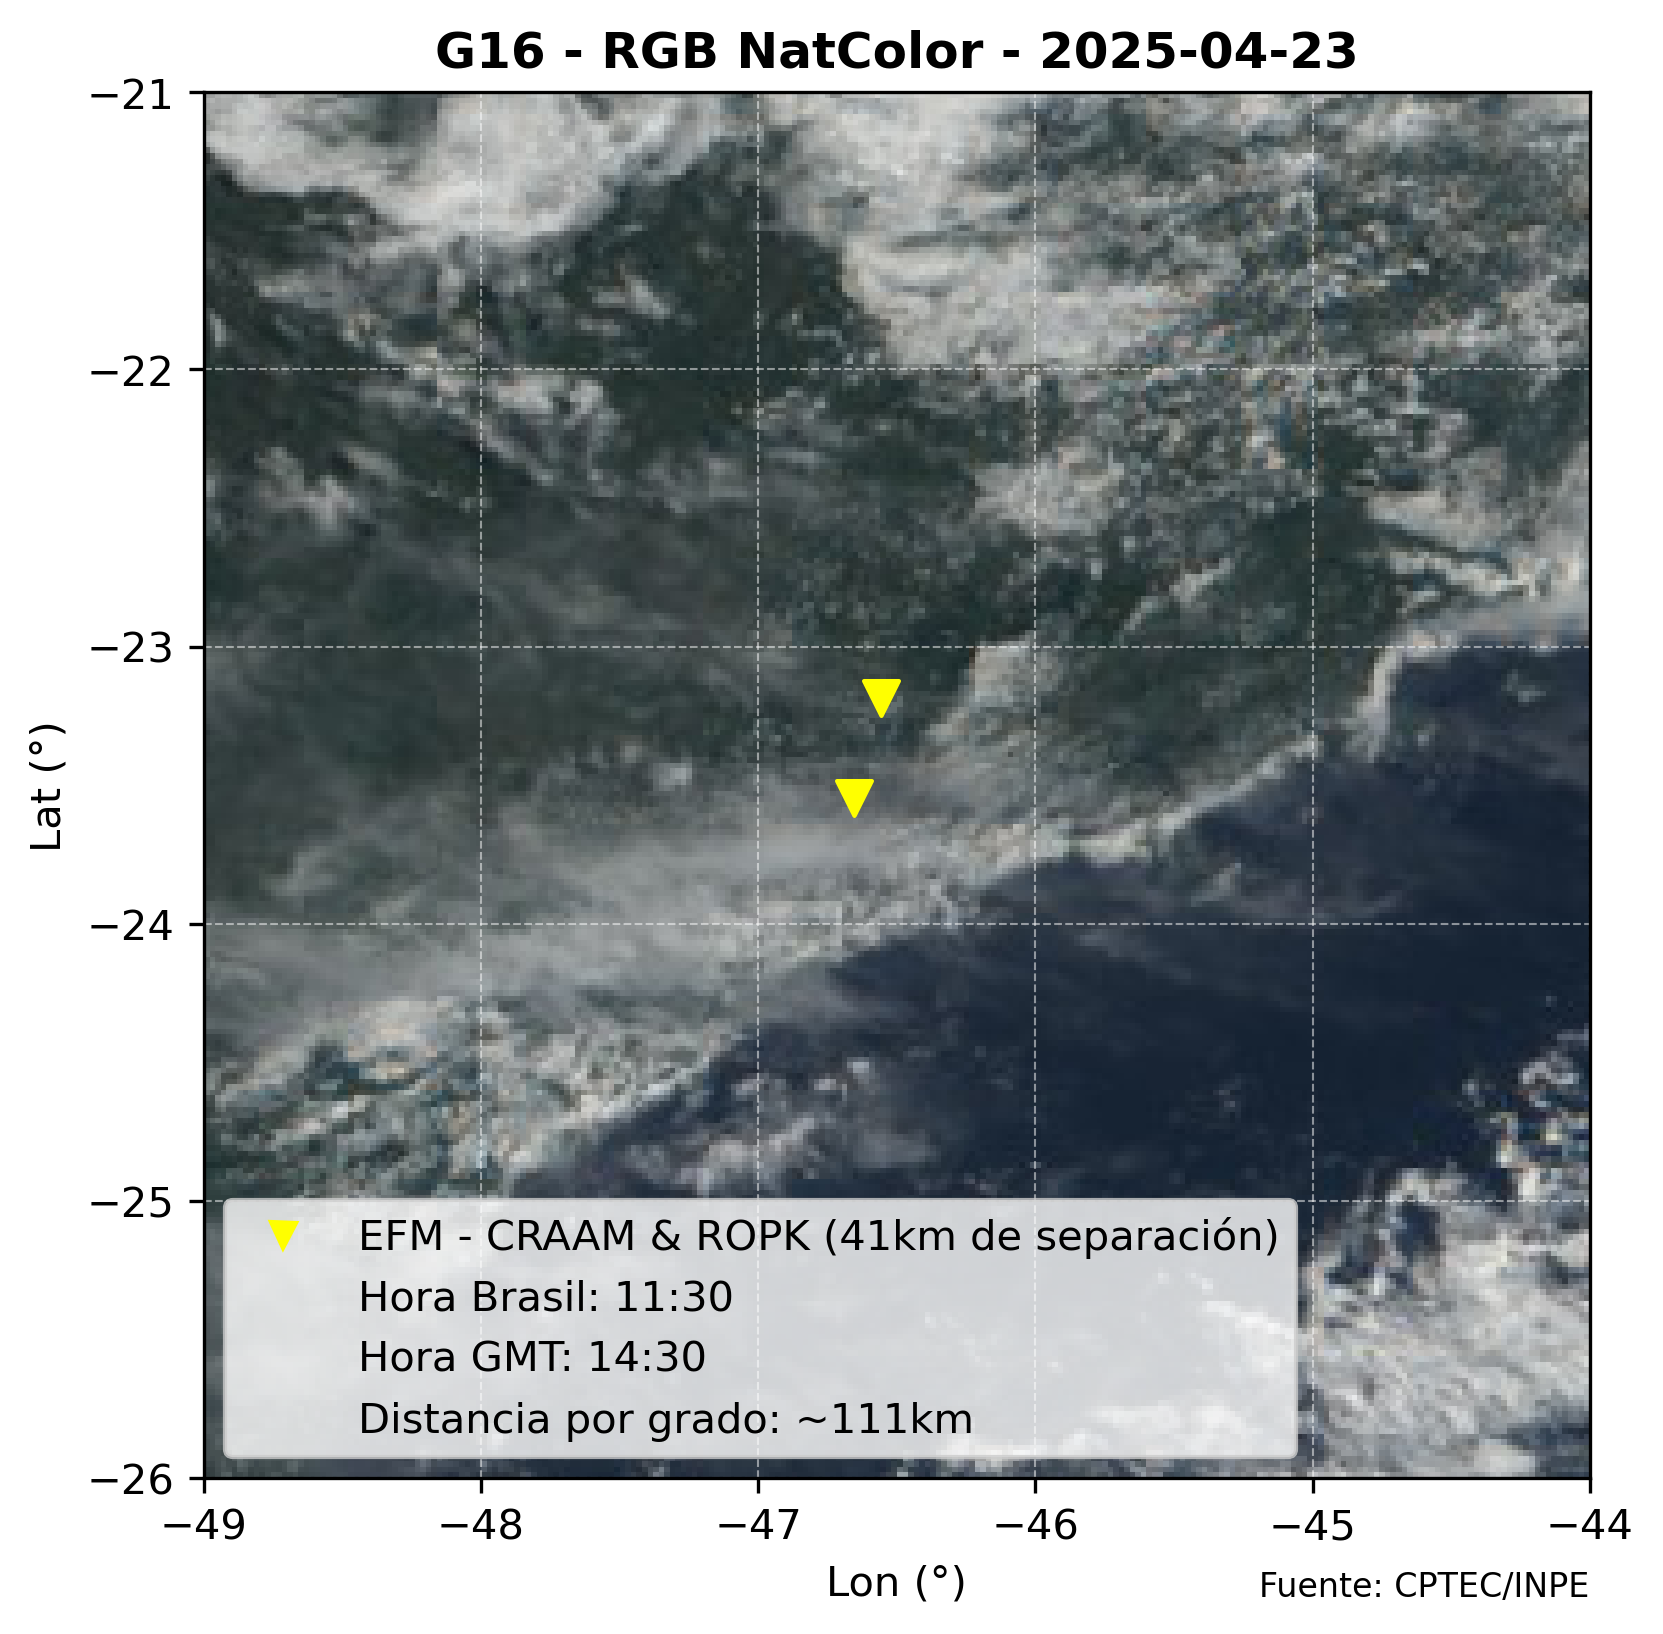 G16 - RGB NatColor - 2025-04-23
−21
−22
−23
−24
−25
−26
Lat (°)
EFM - CRAAM & ROPK (41km de separación)
Hora Brasil: 11:30
Hora GMT: 14:30
Distancia por grado: ~111km
−49
−48
−47
−46
−45
−44
Lon (°)
Fuente: CPTEC/INPE